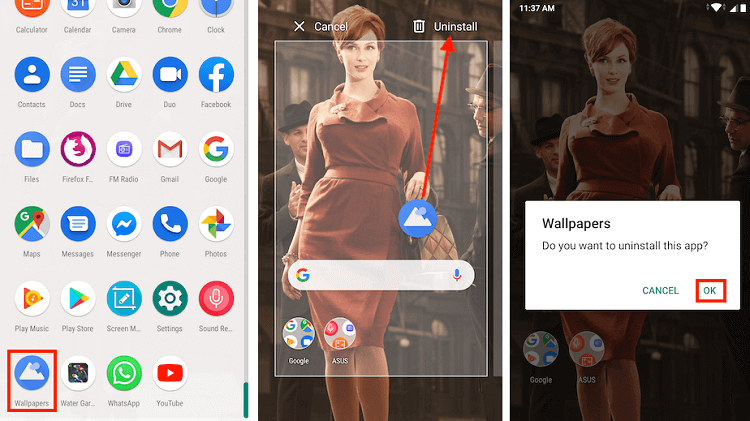 Calculator Calendar Camera Chrome Clock
Contacts Docs Drive Duo Facebook
31
Files Firefox F... FM Radio Gmail Google
Maps Messages Messenger Phone Photos
Play Music Play Store Screen M... Settings Sound Re...
Wallpapers Water Gar... WhatsApp YouTube
Cancel Uninstall
Google ASUS
11:37 AM
Wallpapers
Do you want to uninstall this app?
CANCEL OK
Google ASUS